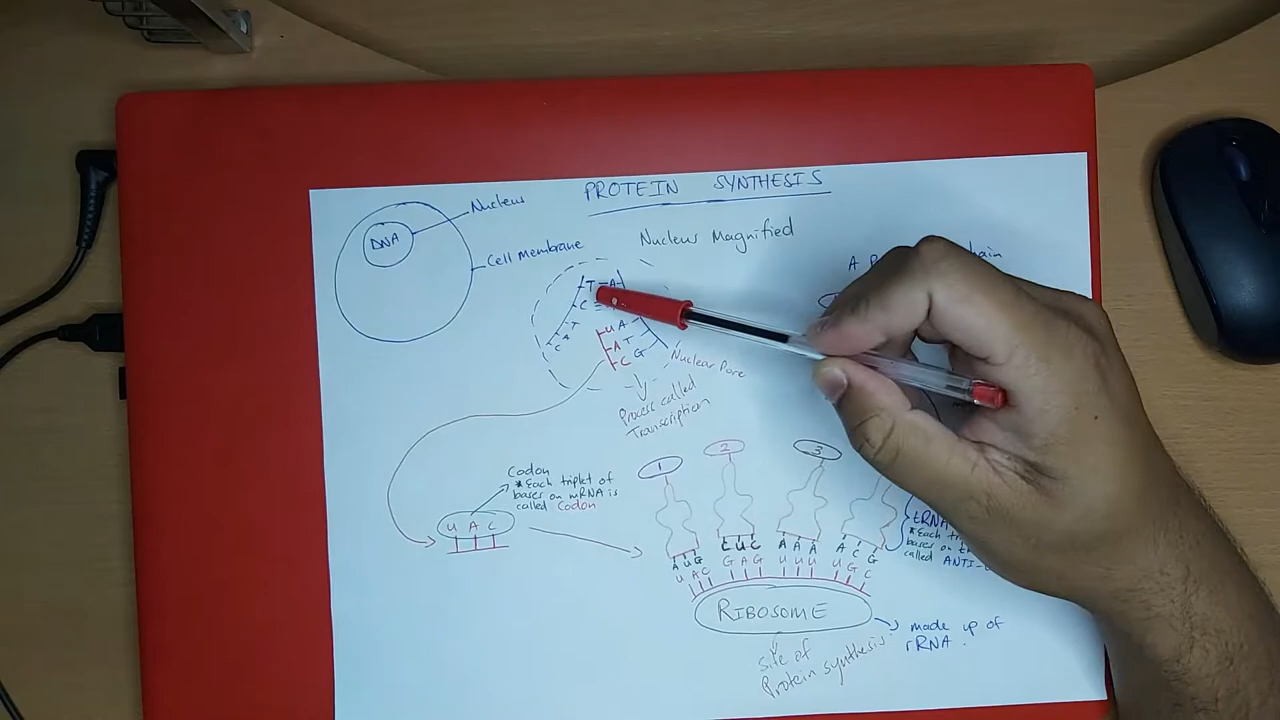 PROTEIN SYNTHESIS
Nucleus
DNA
Cell Membrane
Nucleus Magnified
A
T A
C
T
A
C
U A
A T
C G
Nuclear Pore
Process called
Transcription
Codon
* Each triplet of
bases on mRNA is
called Codon
U A C
1
2
3
A U G
C U C
A A A
A C G
U A C
G A G
U U U
U G C
tRNA
* Each
bases on
called ANTI-
RIBOSOME
made up of
rRNA.
site of
Protein synthesis